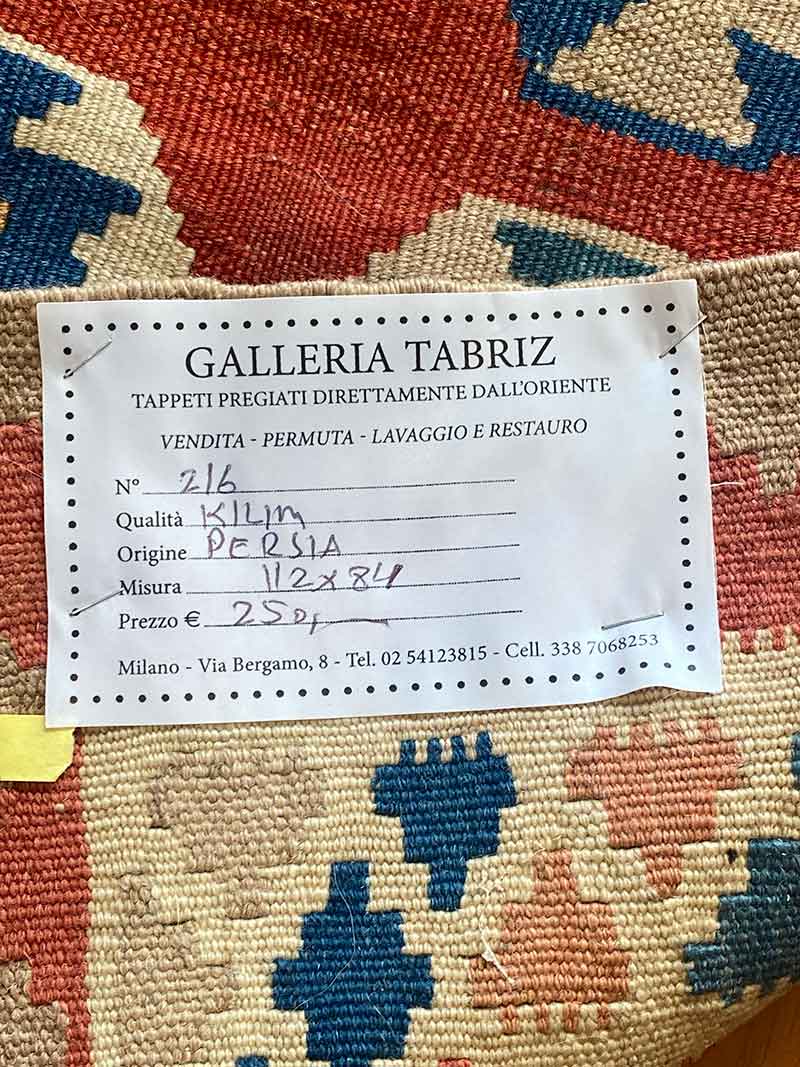 GALLERIA TABRIZ
TAPPETI PREGIATI DIRETTAMENTE DALL'ORIENTE
VENDITA - PERMUTA - LAVAGGIO E RESTAURO
N° 216
Qualità KILIM
Origine PERSIA
Misura 112x84
Prezzo € 250,
Milano - Via Bergamo, 8 - Tel. 02 54123815 - Cell. 338 7068253